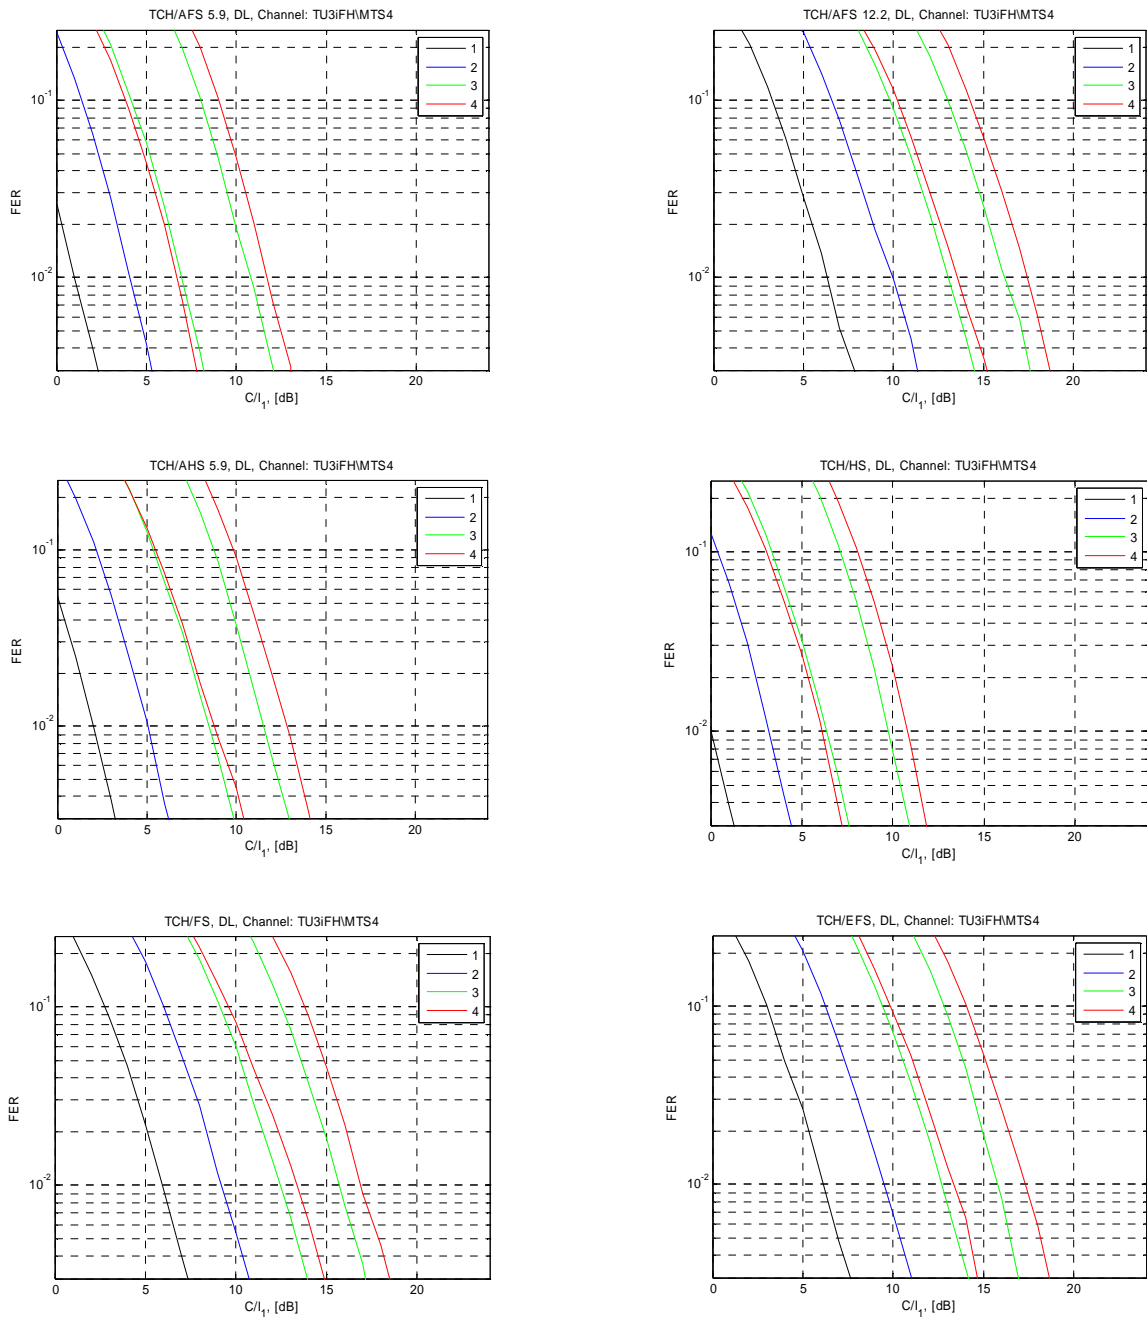 TCH/AFS 5.9, DL, Channel: TU3iFH\MTS4
1
2
3
4
FER
10-1
10-2
0 5 10 15 20
C/I1, [dB]
TCH/AFS 12.2, DL, Channel: TU3iFH\MTS4
1
2
3
4
FER
10-1
10-2
0 5 10 15 20
C/I1, [dB]
TCH/AHS 5.9, DL, Channel: TU3iFH\MTS4
1
2
3
4
FER
10-1
10-2
0 5 10 15 20
C/I1, [dB]
TCH/HS, DL, Channel: TU3iFH\MTS4
1
2
3
4
FER
10-1
10-2
0 5 10 15 20
C/I1, [dB]
TCH/FS, DL, Channel: TU3iFH\MTS4
1
2
3
4
FER
10-1
10-2
0 5 10 15 20
C/I1, [dB]
TCH/EFS, DL, Channel: TU3iFH\MTS4
1
2
3
4
FER
10-1
10-2
0 5 10 15 20
C/I1, [dB]